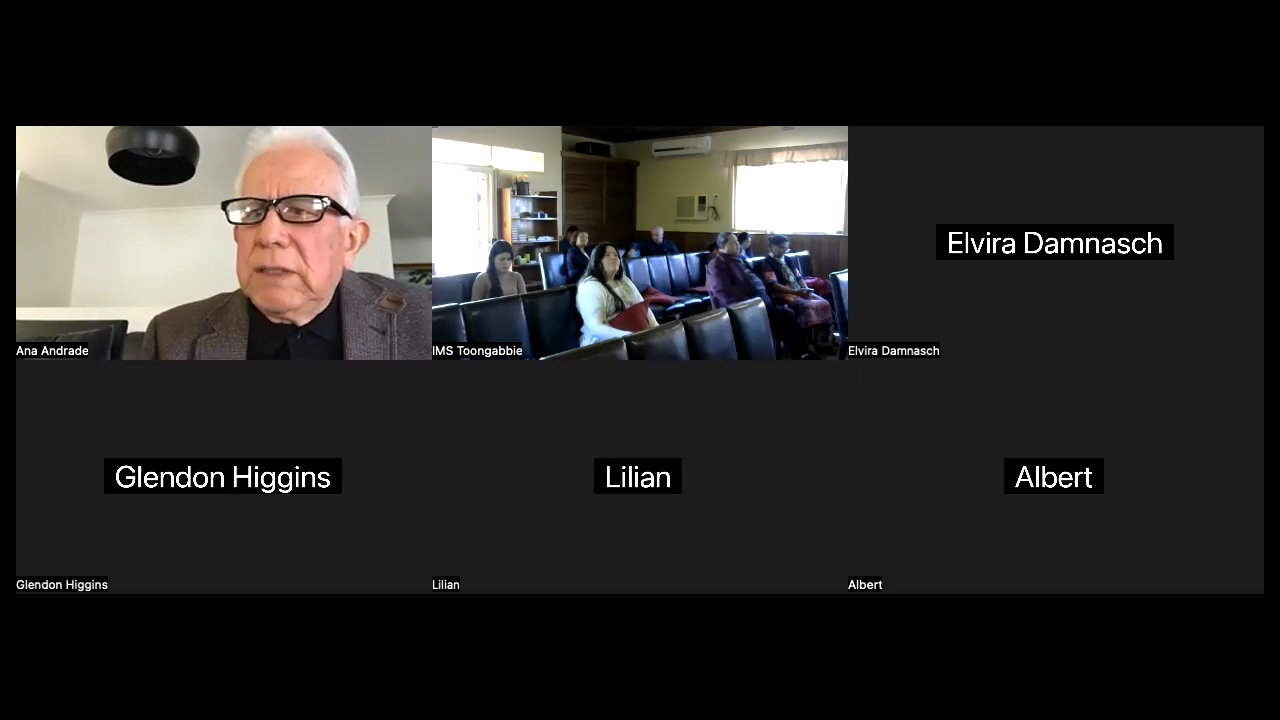 Elvira Damnasch
Ana Andrade
IMS Toongabbie
Elvira Damnasch
Glendon Higgins
Lilian
Albert
Glendon Higgins
Lilian
Albert